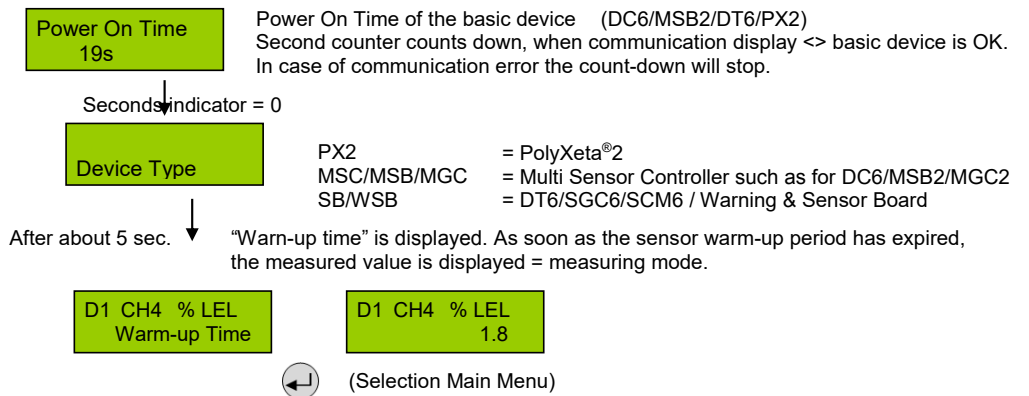 Power On Time
19s
Power On Time of the basic device (DC6/MSB2/DT6/PX2)
Second counter counts down, when communication display <> basic device is OK.
In case of communication error the count-down will stop.
Seconds indicator = 0
Device Type
PX2 = PolyXeta®2
MSC/MSB/MGC = Multi Sensor Controller such as for DC6/MSB2/MGC2
SB/WSB = DT6/SGC6/SCM6 / Warning & Sensor Board
After about 5 sec.
“Warn-up time” is displayed. As soon as the sensor warm-up period has expired,
the measured value is displayed = measuring mode.
D1 CH4 % LEL
Warm-up Time
D1 CH4 % LEL
1.8
(Selection Main Menu)